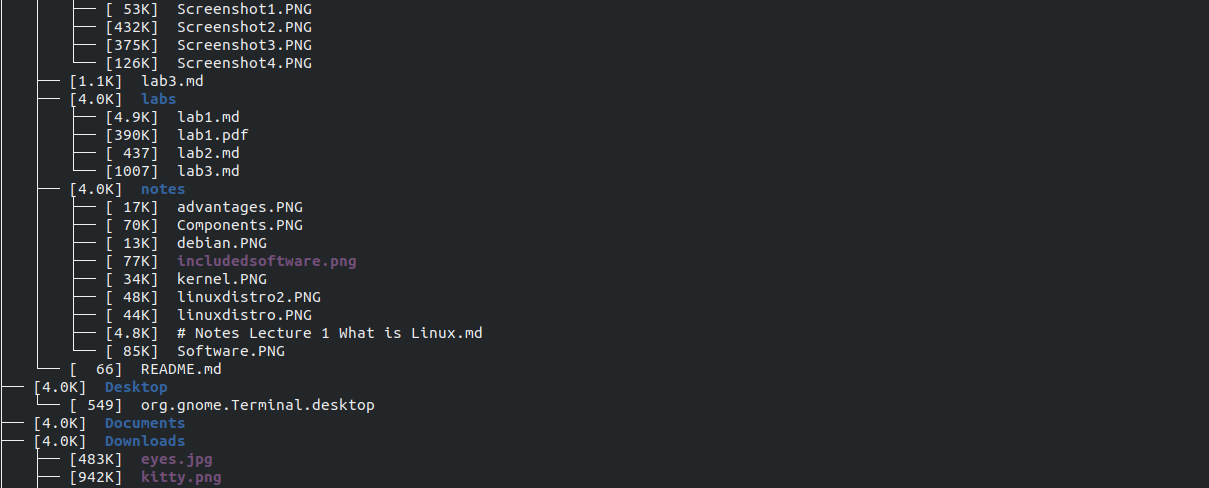 │   │   ├── [ 53K]  Screenshot1.PNG
│   │   ├── [432K]  Screenshot2.PNG
│   │   ├── [375K]  Screenshot3.PNG
│   │   └── [126K]  Screenshot4.PNG
│   ├── [1.1K]  lab3.md
│   ├── [4.0K]  labs
│   │   ├── [4.9K]  lab1.md
│   │   ├── [390K]  lab1.pdf
│   │   ├── [ 437]  lab2.md
│   │   └── [1007]  lab3.md
│   ├── [4.0K]  notes
│   │   ├── [ 17K]  advantages.PNG
│   │   ├── [ 70K]  Components.PNG
│   │   ├── [ 13K]  debian.PNG
│   │   ├── [ 77K]  includedsoftware.png
│   │   ├── [ 34K]  kernel.PNG
│   │   ├── [ 48K]  linuxdistro2.PNG
│   │   ├── [ 44K]  linuxdistro.PNG
│   │   ├── [4.8K]  # Notes Lecture 1 What is Linux.md
│   │   └── [ 85K]  Software.PNG
│   └── [  66]  README.md
├── [4.0K]  Desktop
│   └── [ 549]  org.gnome.Terminal.desktop
├── [4.0K]  Documents
├── [4.0K]  Downloads
│   ├── [483K]  eyes.jpg
│   ├── [942K]  kitty.png